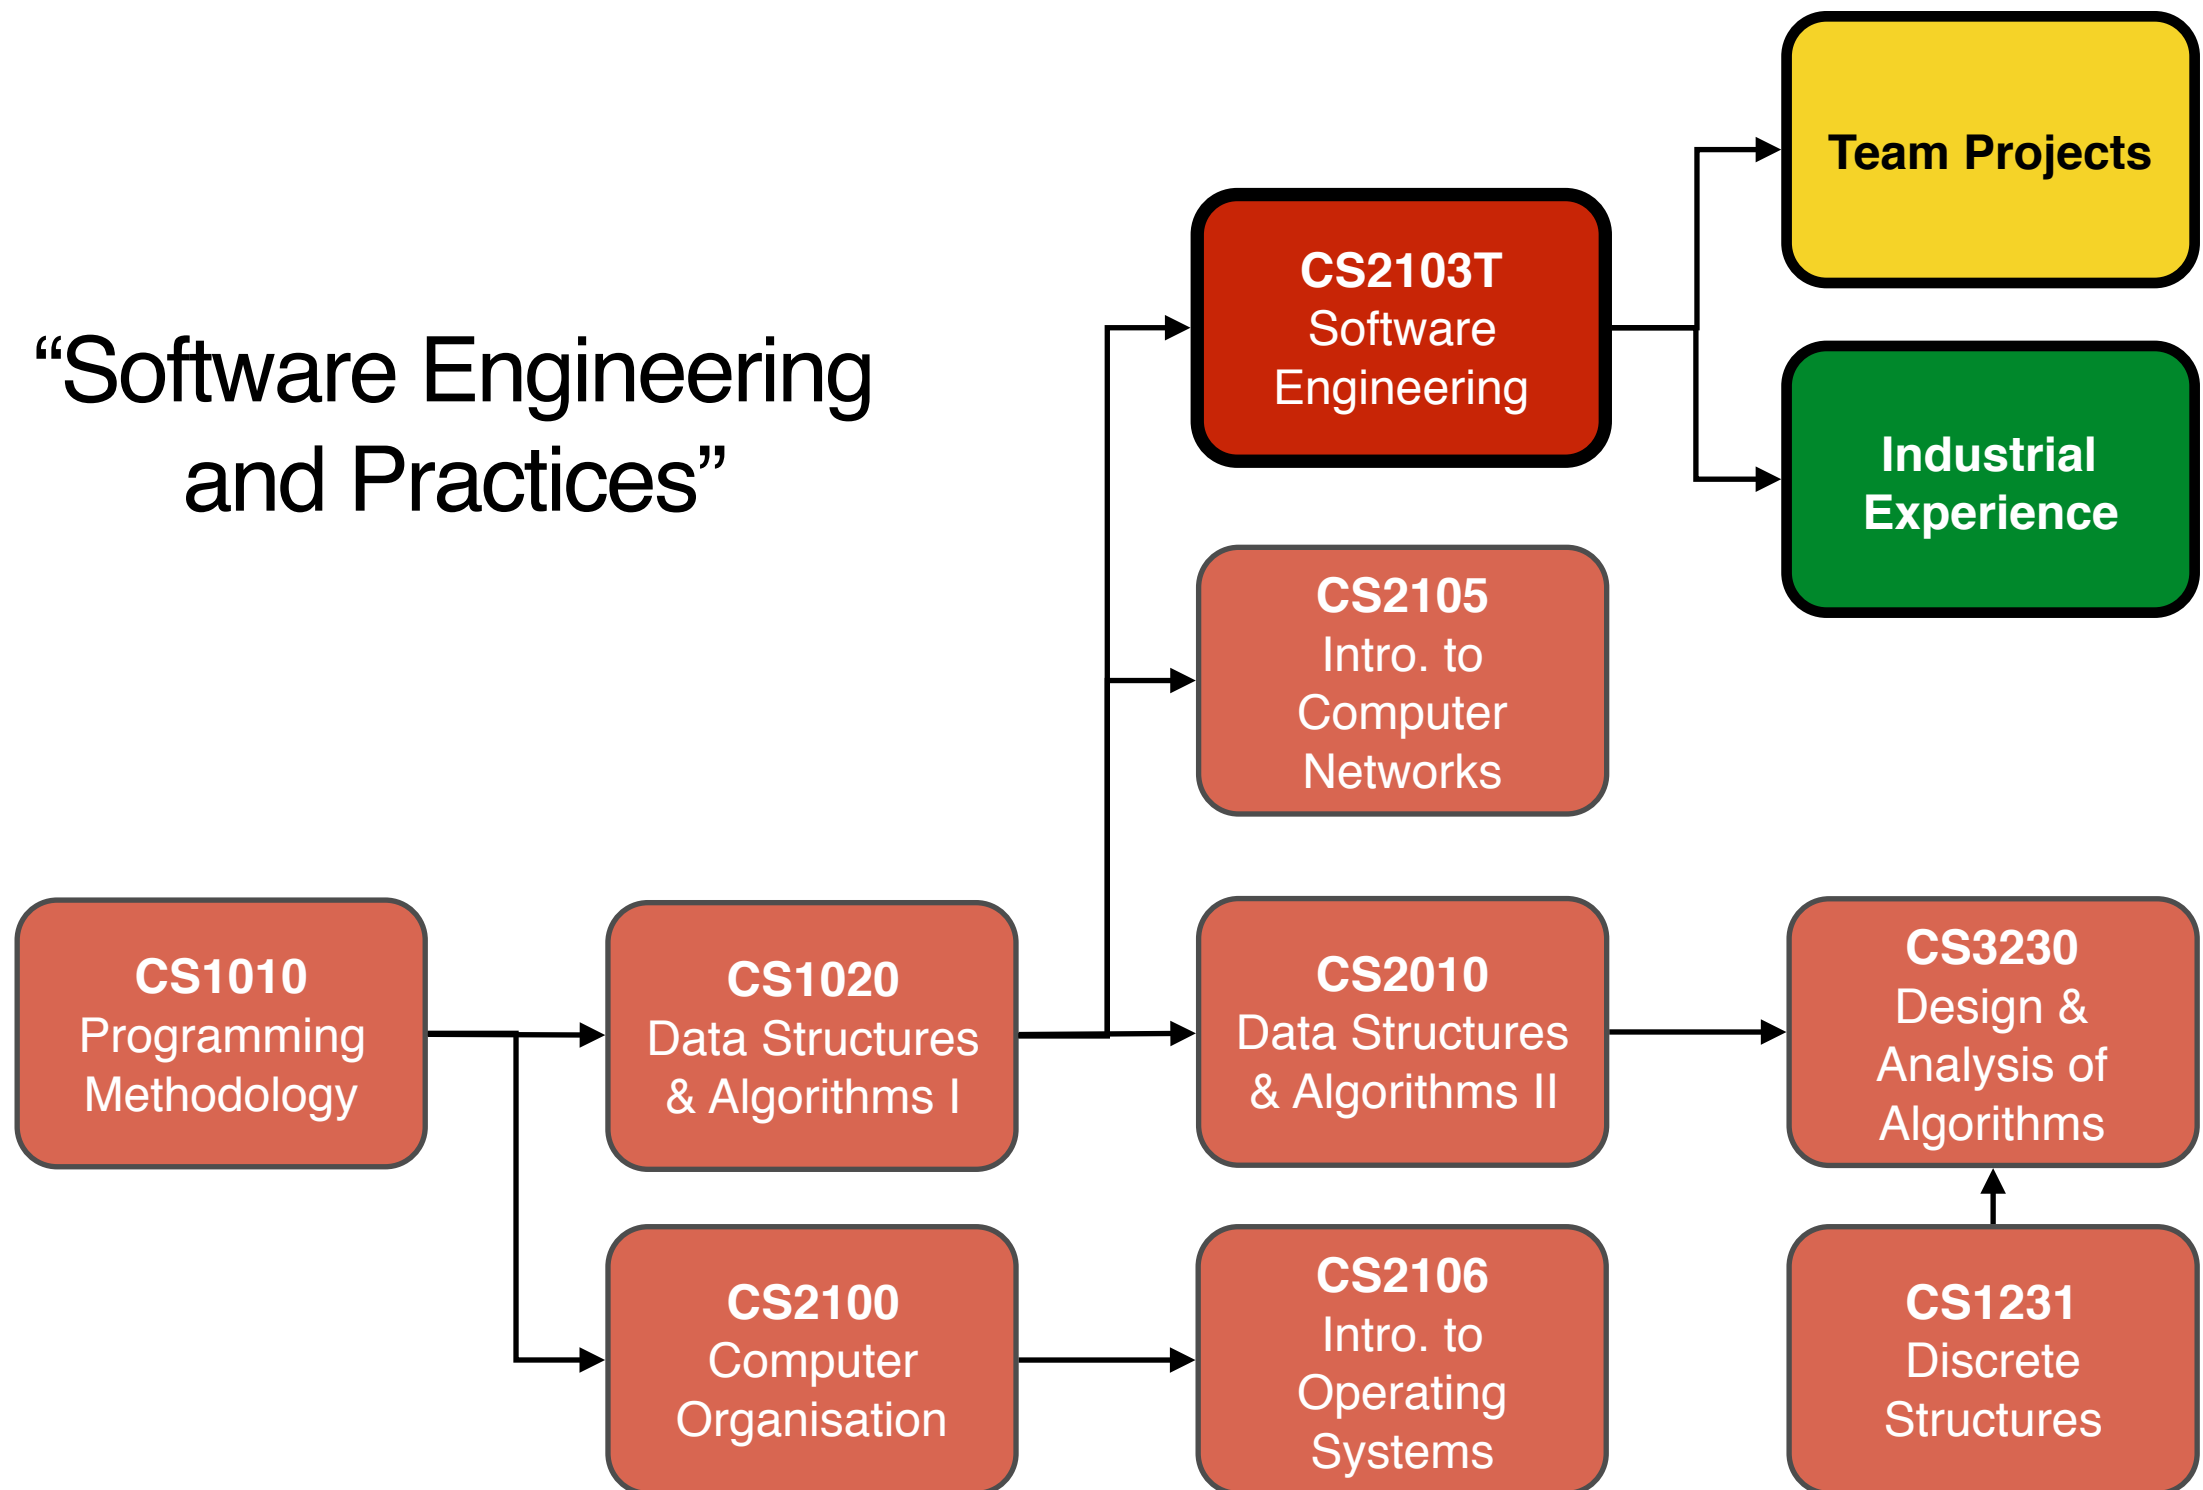 “Software Engineering
and Practices”
Team Projects
CS2103T
Software
Engineering
Industrial
Experience
CS2105
Intro. to
Computer
Networks
CS1010
Programming
Methodology
CS1020
Data Structures
& Algorithms I
CS2010
Data Structures
& Algorithms II
CS3230
Design &
Analysis of
Algorithms
CS2100
Computer
Organisation
CS2106
Intro. to
Operating
Systems
CS1231
Discrete
Structures